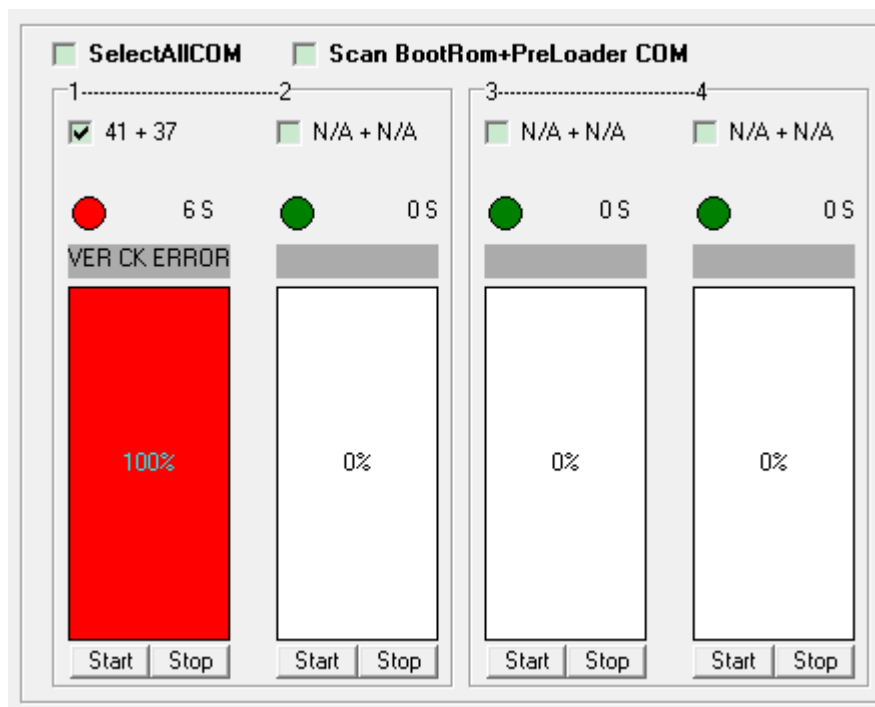 SelectAllCOM Scan BootRom+PreLoader COM
1------------------------------2 3------------------------------4
41 + 37 N/A + N/A N/A + N/A N/A + N/A
6 S 0 S 0 S 0 S
VER CK ERROR
100% 0% 0% 0%
Start Stop Start Stop Start Stop Start Stop